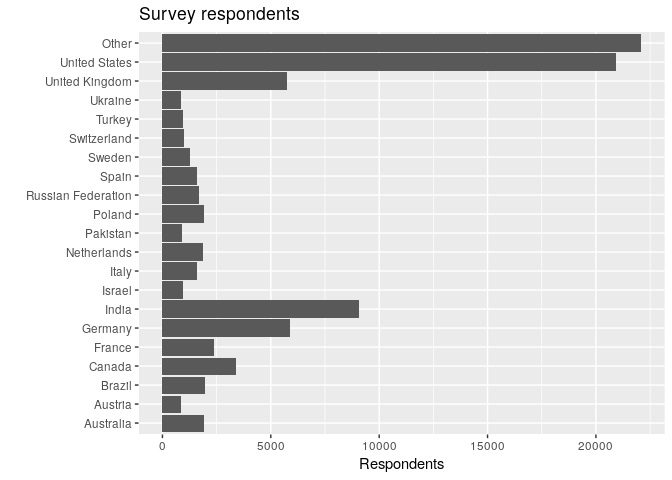 Survey respondents
Other
United States
United Kingdom
Ukraine
Turkey
Switzerland
Sweden
Spain
Russian Federation
Poland
Pakistan
Netherlands
Italy
Israel
India
Germany
France
Canada
Brazil
Austria
Australia
0 5000 10000 15000 20000
Respondents